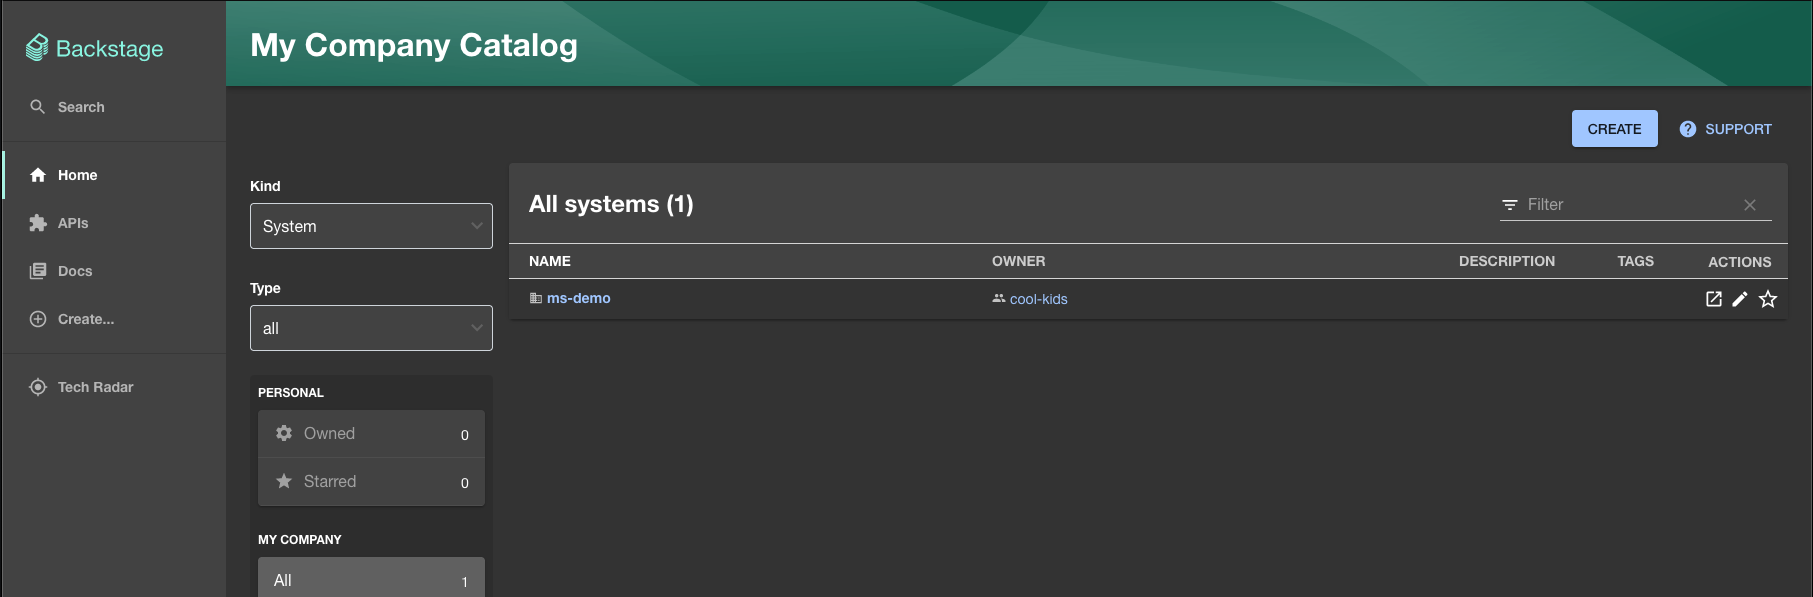 Backstage
Search
Home
APIs
Docs
Create...
Tech Radar
My Company Catalog
CREATE
SUPPORT
Kind
System
Type
all
PERSONAL
Owned 0
Starred 0
MY COMPANY
All 1
All systems (1)
Filter
NAME OWNER DESCRIPTION TAGS ACTIONS
ms-demo cool-kids